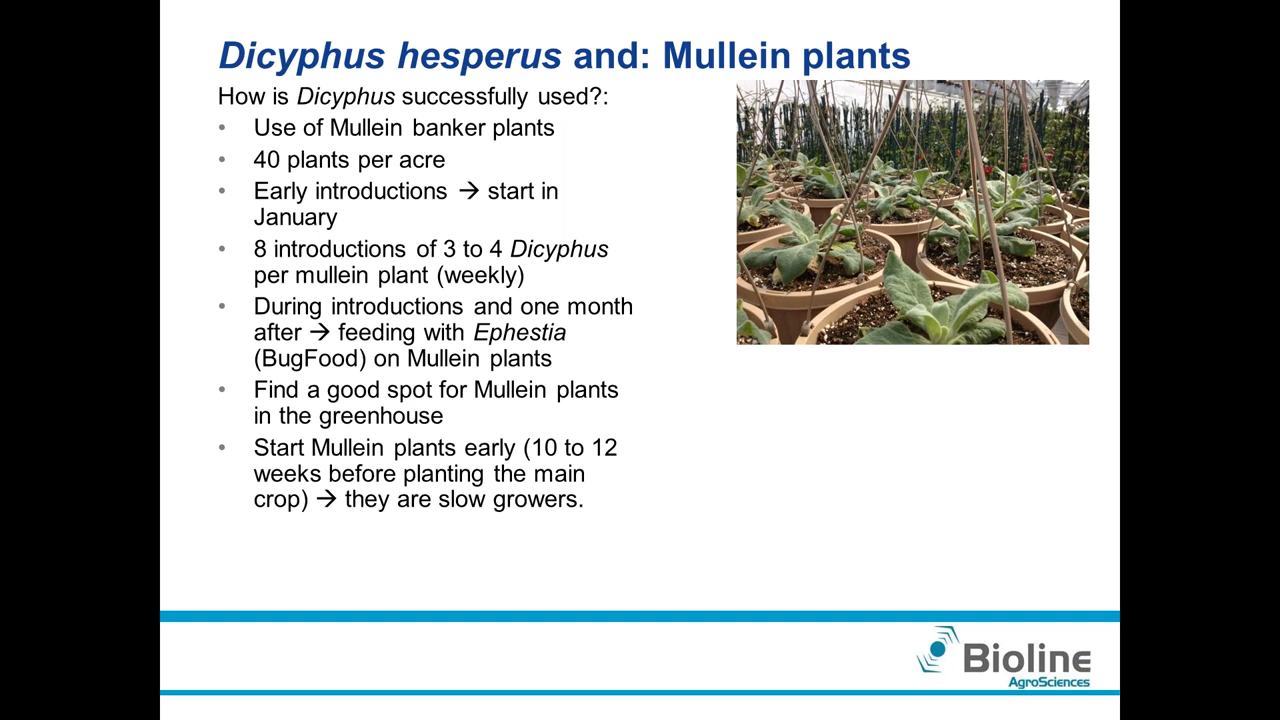 Dicyphus hesperus and: Mullein plants
How is Dicyphus successfully used?:
• Use of Mullein banker plants
• 40 plants per acre
• Early introductions → start in
January
• 8 introductions of 3 to 4 Dicyphus
per mullein plant (weekly)
• During introductions and one month
after → feeding with Ephestia
(BugFood) on Mullein plants
• Find a good spot for Mullein plants
in the greenhouse
• Start Mullein plants early (10 to 12
weeks before planting the main
crop) → they are slow growers.
Bioline
AgroSciences